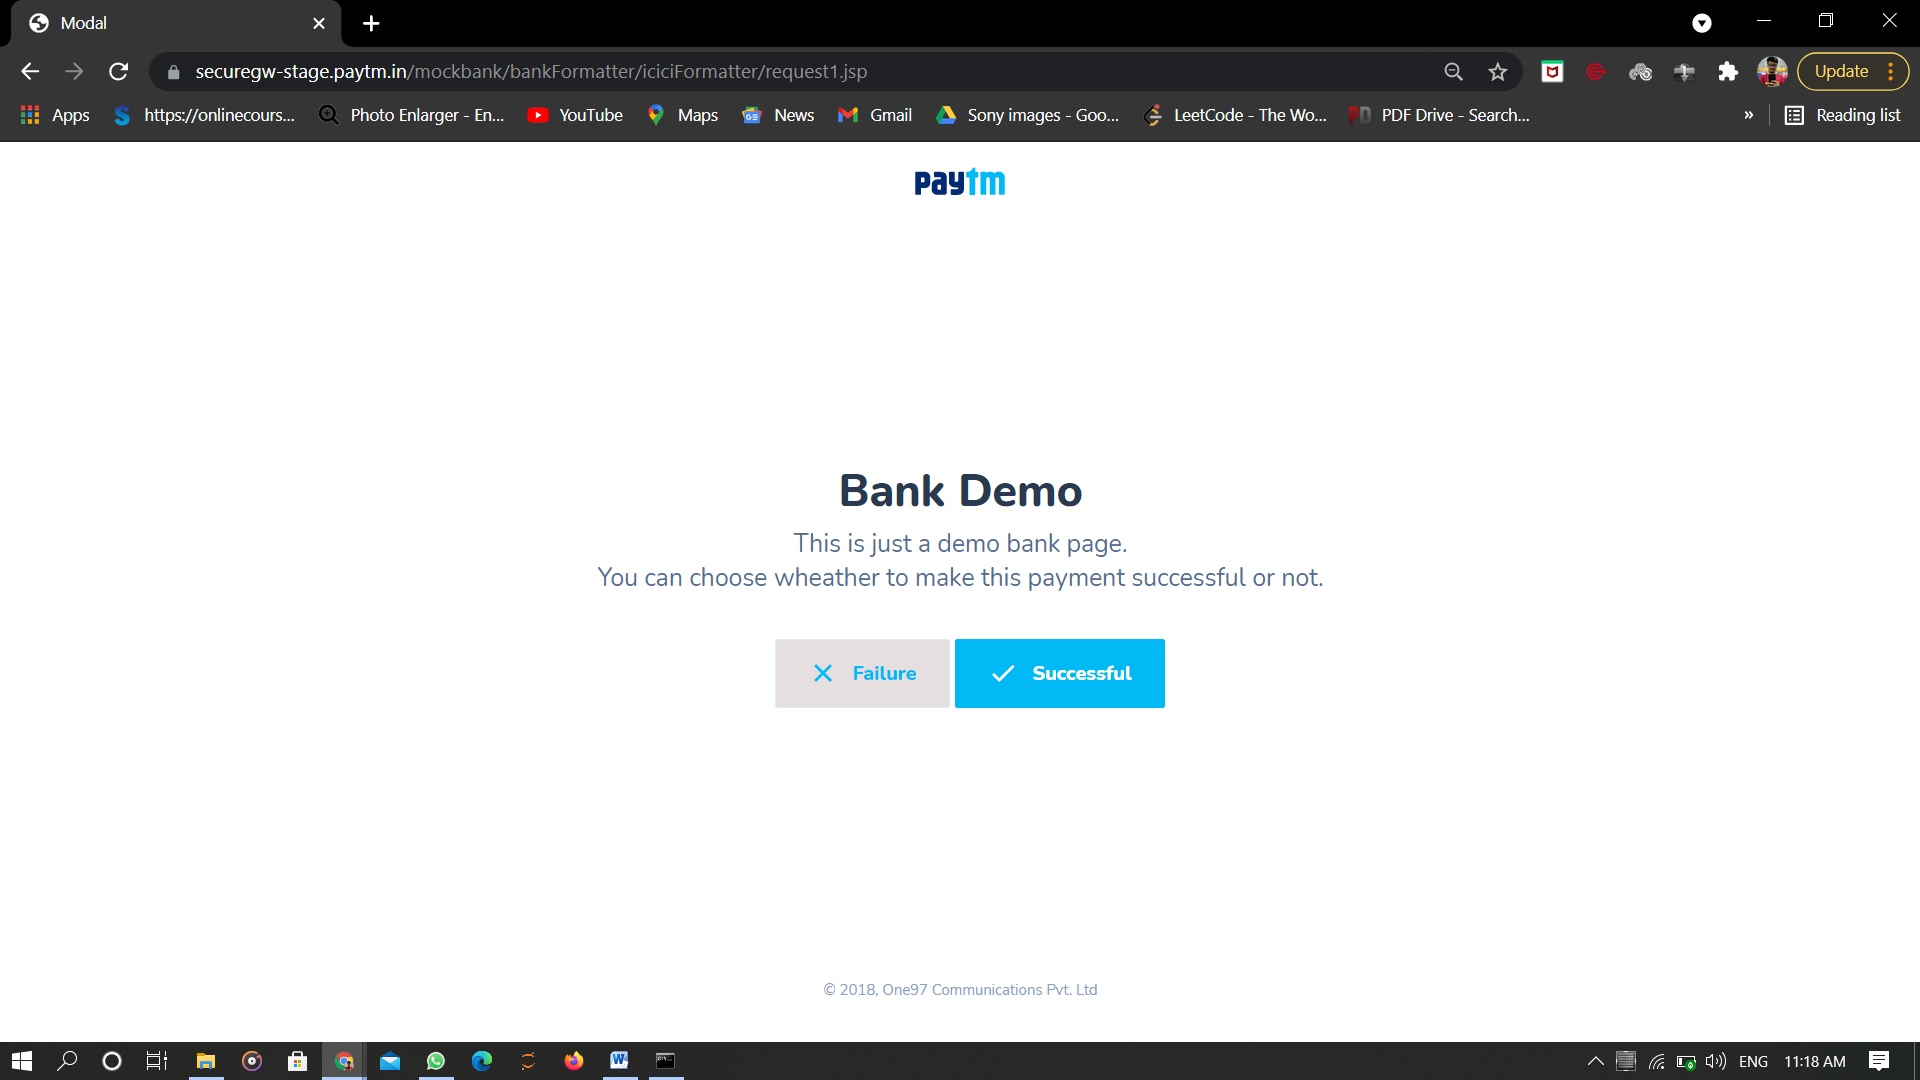 Modal
securegw-stage.paytm.in/mockbank/bankFormatter/iciciFormatter/request1.jsp
Update
Apps
https://onlinecours...
Photo Enlarger - En...
YouTube
Maps
News
Gmail
Sony images - Goo...
LeetCode - The Wo...
PDF Drive - Search...
»
Reading list
paytm
Bank Demo
This is just a demo bank page.
You can choose wheather to make this payment successful or not.
Failure
Successful
© 2018, One97 Communications Pvt. Ltd
ENG
11:18 AM